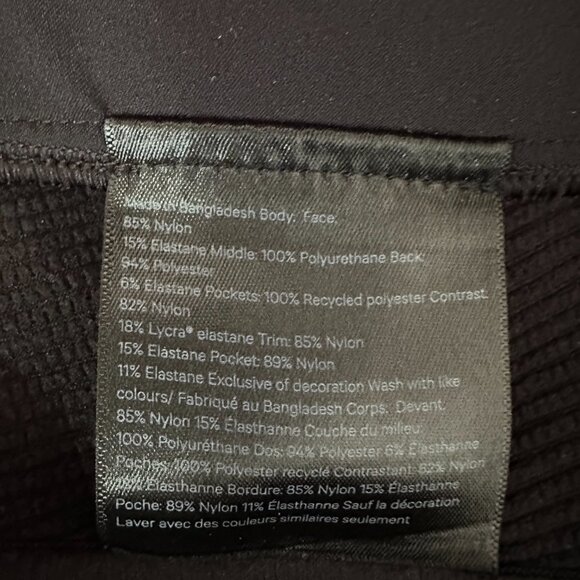 Made in Bangladesh Body: Face:
85% Nylon
15% Elastane Middle: 100% Polyurethane Back:
94% Polyester
6% Elastane Pockets: 100% Recycled polyester Contrast:
82% Nylon
18% Lycra® elastane Trim: 85% Nylon
15% Elastane Pocket: 89% Nylon
11% Elastane Exclusive of decoration Wash with like
colours/ Fabriqué au Bangladesh Corps: Devant:
85% Nylon 15% Élasthanne Couche du milieu:
100% Polyuréthane Dos: 94% Polyester 6% Élasthanne
Poches: 100% Polyester recyclé Contrastant: 82% Nylon
18% Élasthanne Bordure: 85% Nylon 15% Élasthanne
Poche: 89% Nylon 11% Élasthanne Sauf la décoration
Laver avec des couleurs similaires seulement